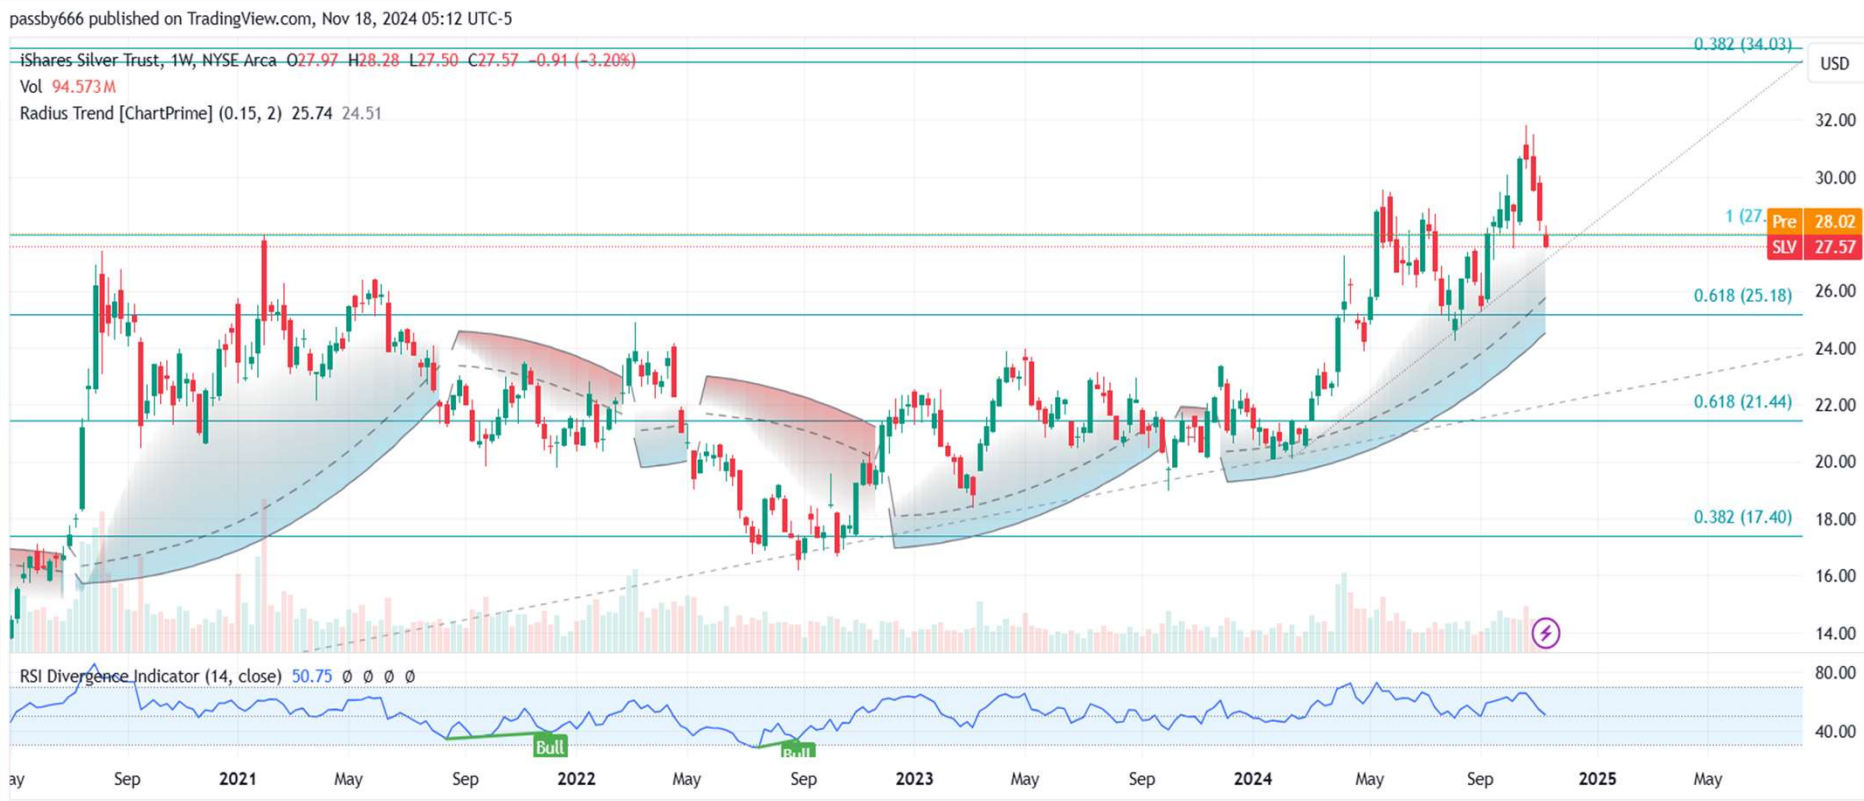 passby666 published on TradingView.com, Nov 18, 2024 05:12 UTC-5
0.382 (34.03)
iShares Silver Trust, 1W, NYSE Arca O27.97 H28.28 L27.50 C27.57 −0.91 (−3.20%)
USD
Vol 94.573M
Radius Trend [ChartPrime] (0.15, 2) 25.74 24.51
32.00
30.00
1 (27.
Pre 28.02
SLV 27.57
26.00
0.618 (25.18)
24.00
22.00
0.618 (21.44)
20.00
18.00
0.382 (17.40)
16.00
14.00
RSI Divergence Indicator (14, close) 50.75 Ø Ø Ø Ø
80.00
40.00
Bull
Bull
ay Sep 2021 May Sep 2022 May Sep 2023 May Sep 2024 May Sep 2025 May